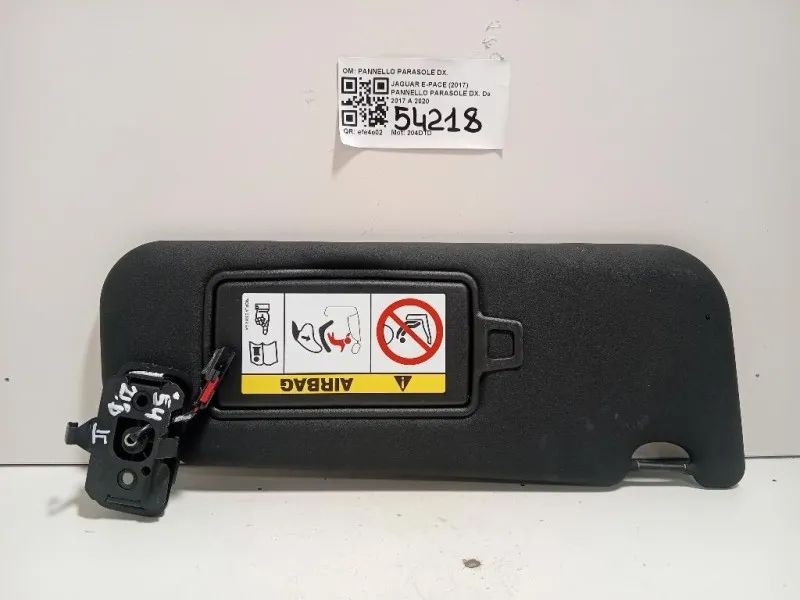 OM: PANNELLO PARASOLE DX.
JAGUAR E-PACE (2017)
PANNELLO PARASOLE DX. Da
2017 A 2020
54218
QR: efe4e02 Mot: 204DTD
AIRBAG
54